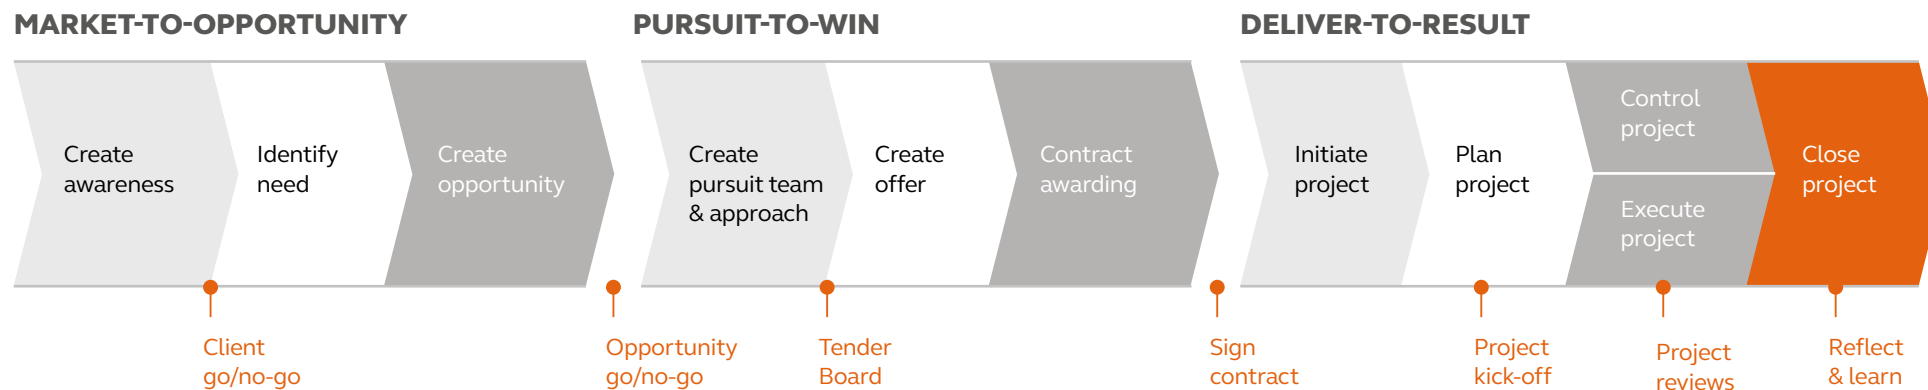 MARKET-TO-OPPORTUNITY
Create
awareness
Identify
need
Create
opportunity
Client
go/no-go
Opportunity
go/no-go
PURSUIT-TO-WIN
Create
pursuit team
& approach
Create
offer
Contract
awarding
Tender
Board
Sign
contract
DELIVER-TO-RESULT
Initiate
project
Plan
project
Control
project
Execute
project
Close
project
Project
kick-off
Project
reviews
Reflect
& learn